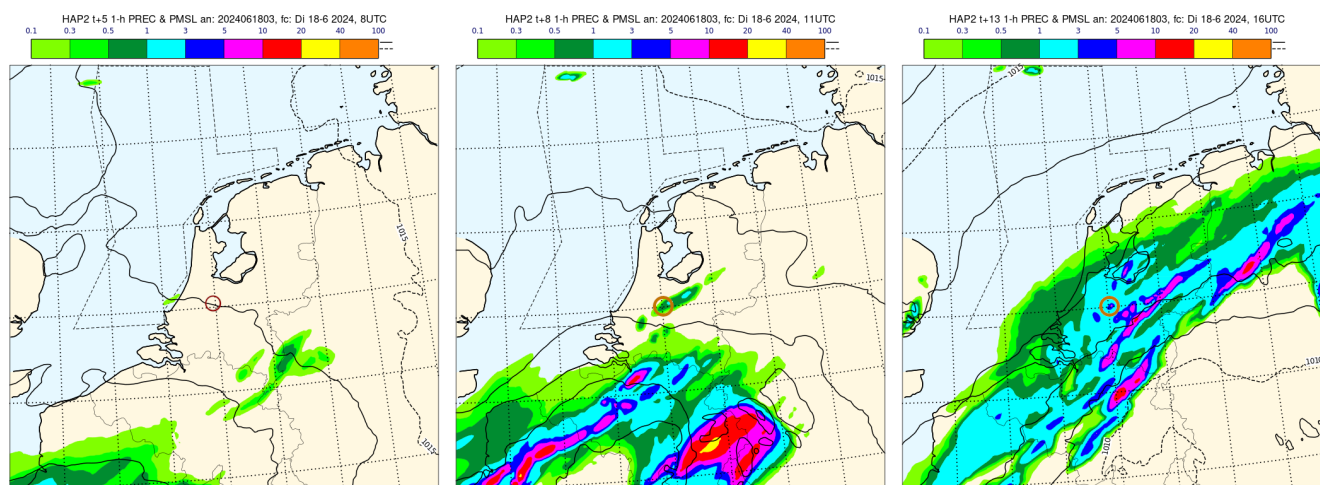 HAP2 t+5 1-h PREC & PMSL an: 2024061803, fc: Di 18-6 2024, 8UTC
0.1 0.3 0.5 1 3 5 10 20 40 100
1015
1015
HAP2 t+8 1-h PREC & PMSL an: 2024061803, fc: Di 18-6 2024, 11UTC
0.1 0.3 0.5 1 3 5 10 20 40 100
1015
1015
HAP2 t+13 1-h PREC & PMSL an: 2024061803, fc: Di 18-6 2024, 16UTC
0.1 0.3 0.5 1 3 5 10 20 40 100
1015
1010
1010